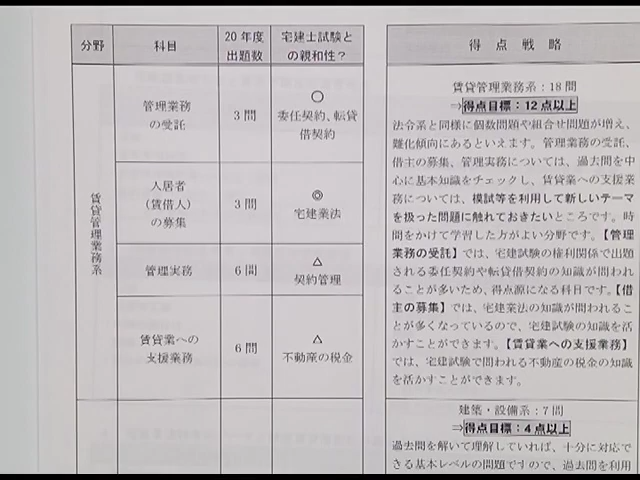 分野
科目
20年度
出題数
宅建士試験と
の親和性？
賃貸管理業務系
管理業務
の受託
3問
○
委任契約、転貸
借契約
入居者
（賃借人）
の募集
3問
◎
宅建業法
管理実務
6問
△
契約管理
賃貸業への
支援業務
6問
△
不動産の税金
得点戦略
賃貸管理業務系：18問
⇒得点目標：12点以上
法令系と同様に個数問題や組合せ問題が増え、
難化傾向にあるといえます。管理業務の受託、
借主の募集、管理実務については、過去問を中
心に基本知識をチェックし、賃貸業への支援業
務については、模試等を利用して新しいテーマ
を扱った問題に触れておきたいところです。時
間をかけて学習した方がよい分野です。【管理
業務の受託】では、宅建試験の権利関係で出題
される委任契約や転貸借契約の知識が問われ
ることが多いため、得点源になる科目です。【借
主の募集】では、宅建業法の知識が問われるこ
とが多くなっているので、宅建試験の知識を活
かすことができます。【賃貸業への支援業務】
では、宅建試験で問われる不動産の税金の知識
を活かすことができます。
建築・設備系：7問
⇒得点目標：4点以上
過去問を解いて理解していれば、十分に対応で
きる基本レベルの問題ですので、過去問を利用